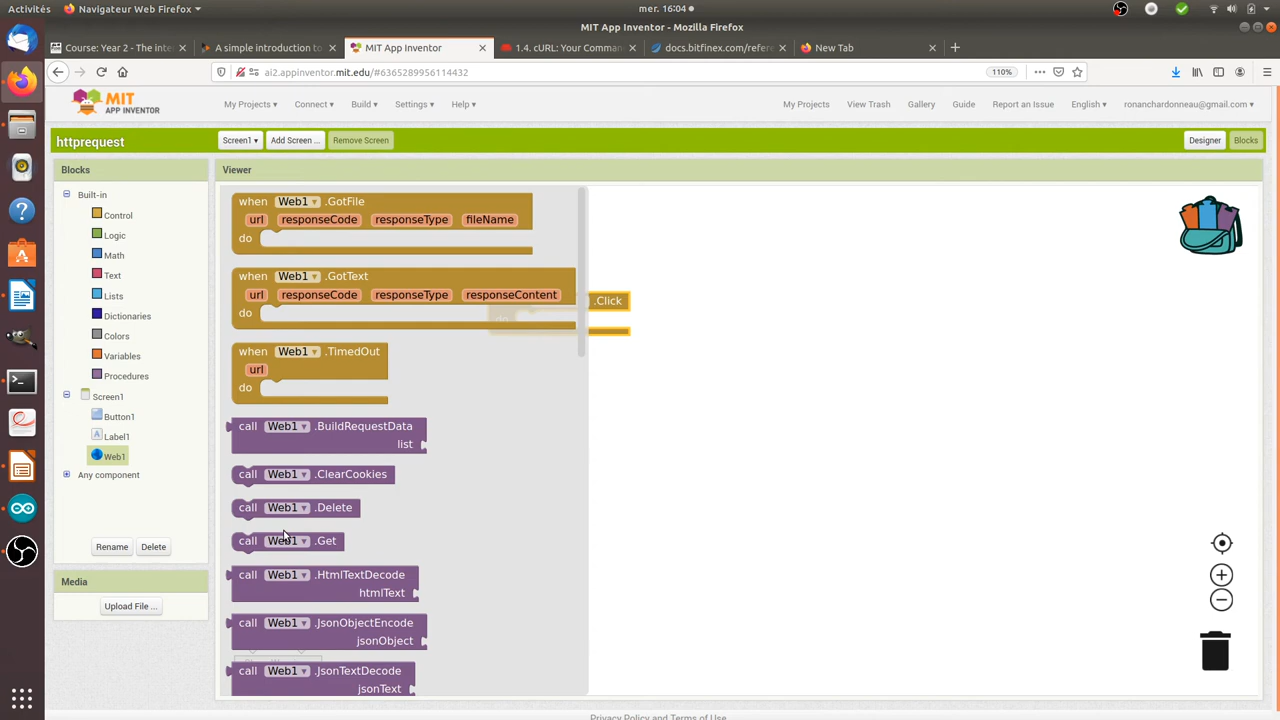 Activités Navigateur Web Firefox mer. 16:04
MIT App Inventor - Mozilla Firefox
Course: Year 2 - The inte
A simple introduction to
MIT App Inventor
1.4. cURL: Your Comman
docs.bitfinex.com/refere
New Tab
ai2.appinventor.mit.edu/#6365289956114432 110%
MIT
APP INVENTOR
My Projects Connect Build Settings Help My Projects View Trash Gallery Guide Report an Issue English ronanchardonneau@gmail.com
httprequest Screen1 Add Screen ... Remove Screen Designer Blocks
Blocks Viewer
Built-in
Control
Logic
Math
Text
Lists
Dictionaries
Colors
Variables
Procedures
Screen1
Button1
Label1
Web1
Any component
Rename Delete
Media
Upload File ...
when Web1 .GotFile
url responseCode responseType fileName
do
when Web1 .GotText
url responseCode responseType responseContent
do
.Click
do
when Web1 .TimedOut
url
do
call Web1 .BuildRequestData
list
call Web1 .ClearCookies
call Web1 .Delete
call Web1 .Get
call Web1 .HtmlTextDecode
htmlText
call Web1 .JsonObjectEncode
jsonObject
call Web1 .JsonTextDecode
jsonText
Privacy Policy and Terms of Use